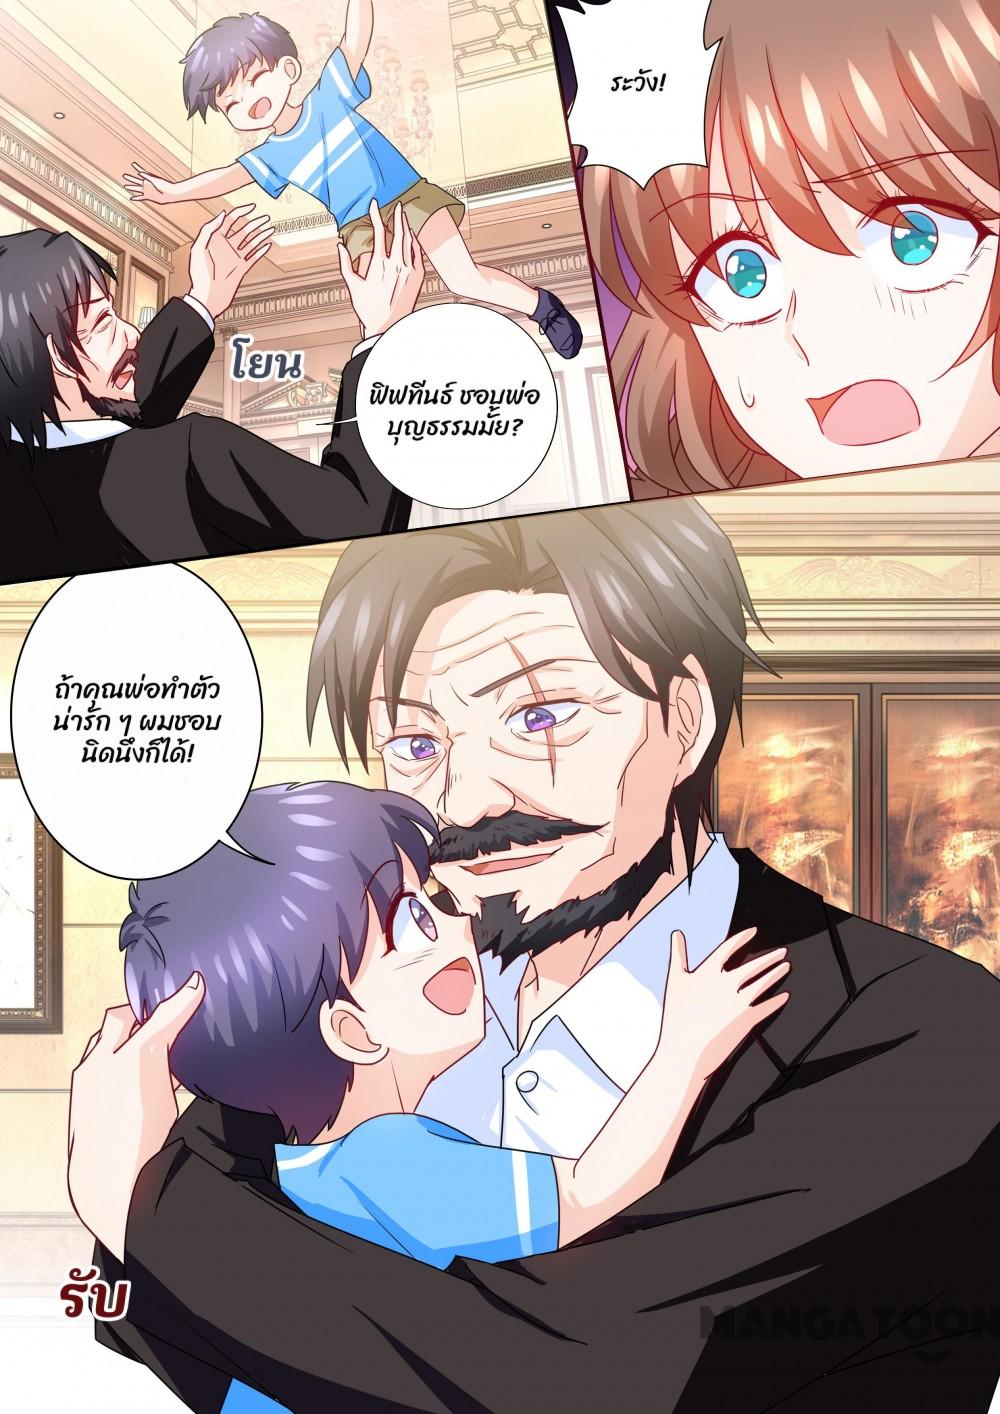 โยน
ฟิฟทีนธ์ ชอบพ่อ
บุญธรรมมั้ย?
ระวัง!
ถ้าคุณพ่อทำตัว
น่ารัก ๆ ผมชอบ
นิดนึงก็ได้!
รับ
MANGATOON